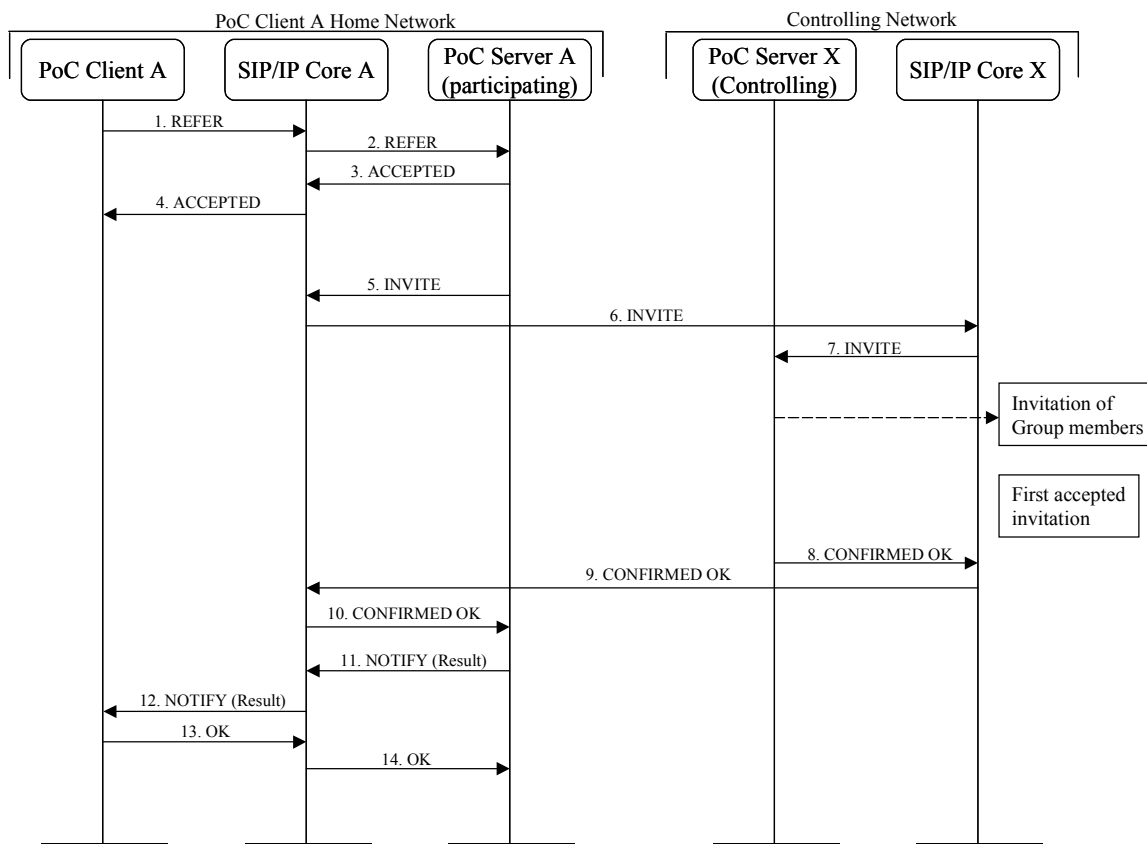 PoC Client A Home Network
Controlling Network
PoC Client A
SIP/IP Core A
PoC Server A
(participating)
PoC Server X
(Controlling)
SIP/IP Core X
1. REFER
2. REFER
3. ACCEPTED
4. ACCEPTED
5. INVITE
6. INVITE
7. INVITE
Invitation of
Group members
First accepted
invitation
8. CONFIRMED OK
9. CONFIRMED OK
10. CONFIRMED OK
11. NOTIFY (Result)
12. NOTIFY (Result)
13. OK
14. OK